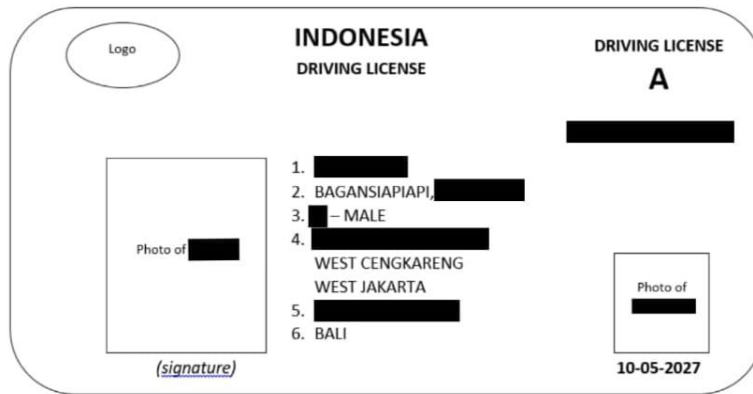 Logo
INDONESIA
DRIVING LICENSE
DRIVING LICENSE
A
Photo of
(signature)
1.
2. BAGANSIAPIAPI,
3. – MALE
4.
WEST CENGKARENG
WEST JAKARTA
5.
6. BALI
Photo of
10-05-2027